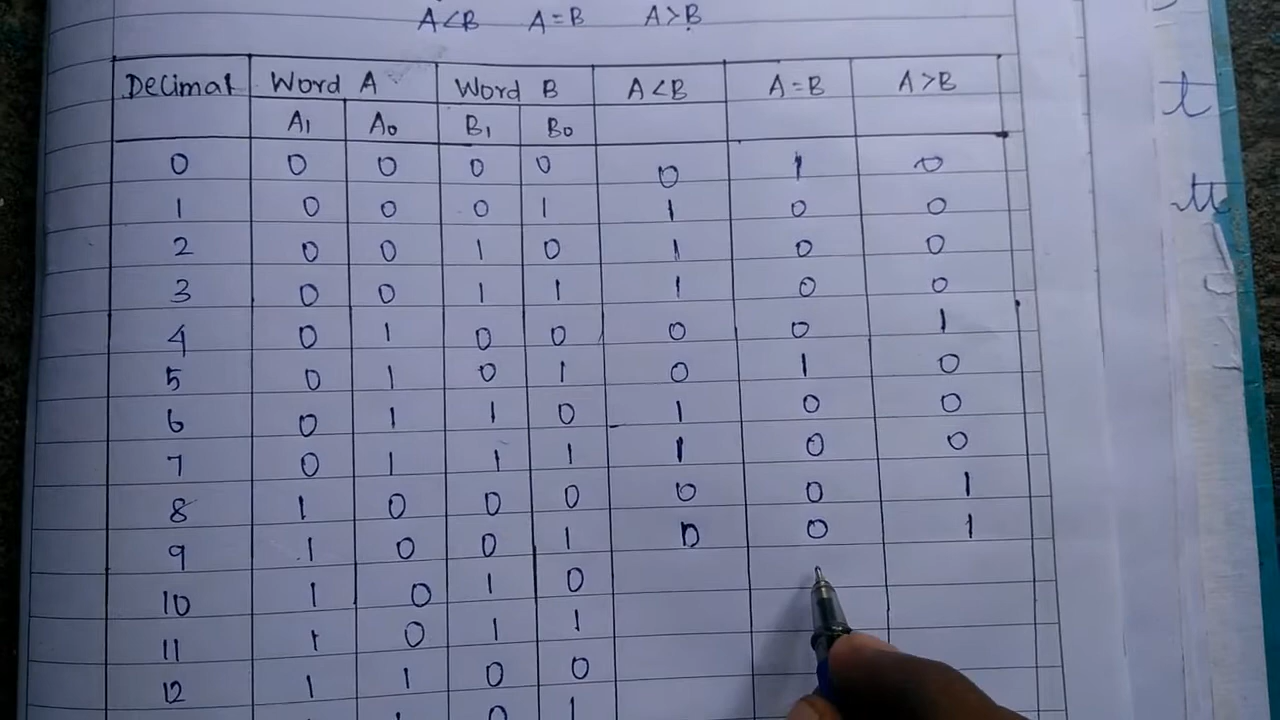 A<B A=B A>B
Decimal Word A Word B A<B A=B A>B
A1 A0 B1 B0
0 0 0 0 0 0 1 0
1 0 0 0 1 1 0 0
2 0 0 1 0 1 0 0
3 0 0 1 1 1 0 0
4 0 1 0 0 0 0 1
5 0 1 0 1 0 1 0
6 0 1 1 0 1 0 0
7 0 1 1 1 1 0 0
8 1 0 0 0 0 0 1
9 1 0 0 1 0 0 1
10 1 0 1 0
11 1 0 1 1
12 1 1 0 0
0 1